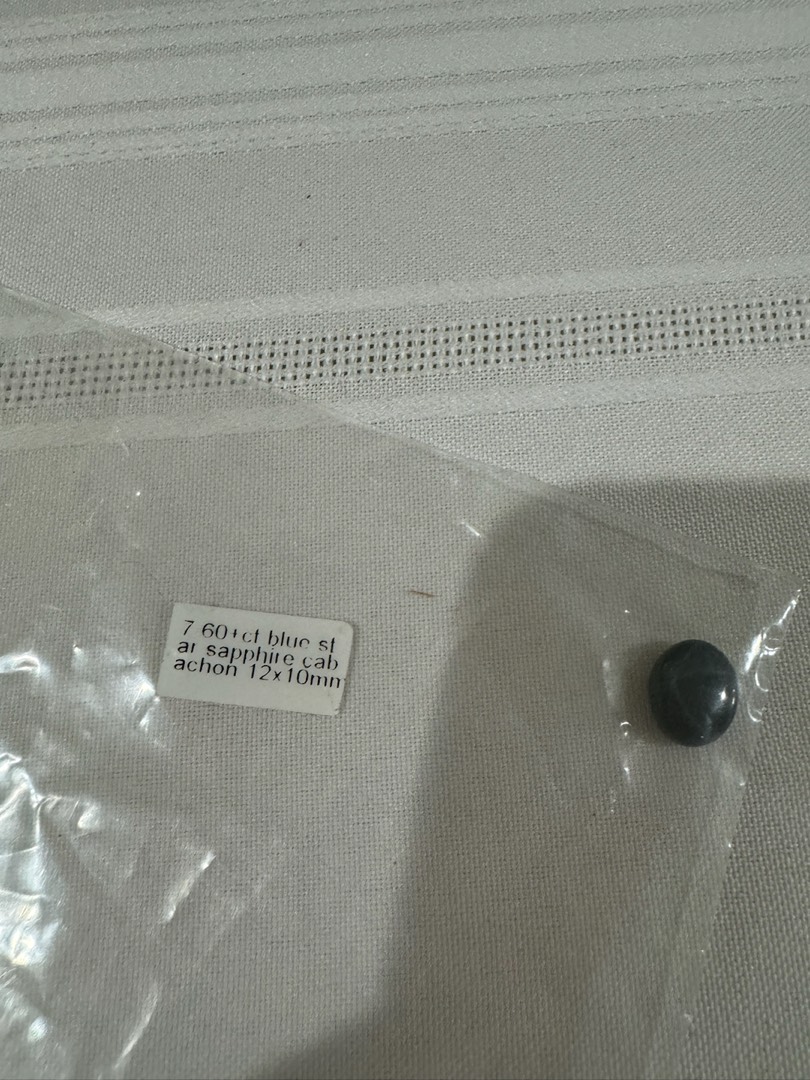 7 60+ct blue st
ar sapphire cab
achon 12x10mm